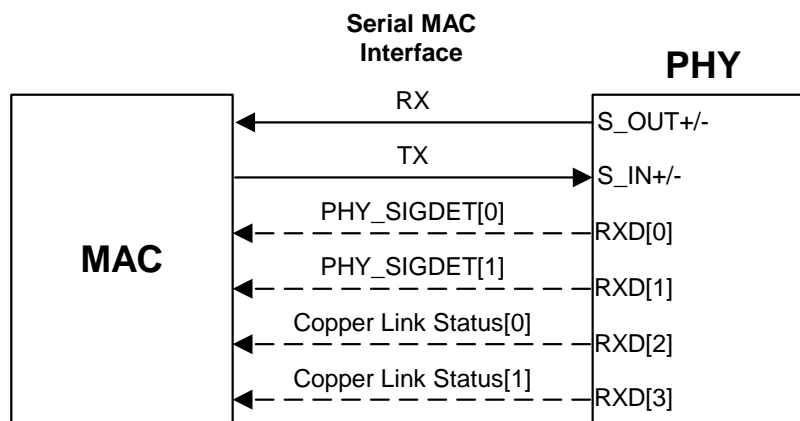 Serial MAC
Interface
PHY
RX
S_OUT+/-
TX
S_IN+/-
PHY_SIGDET[0]
RXD[0]
MAC
PHY_SIGDET[1]
RXD[1]
Copper Link Status[0]
RXD[2]
Copper Link Status[1]
RXD[3]